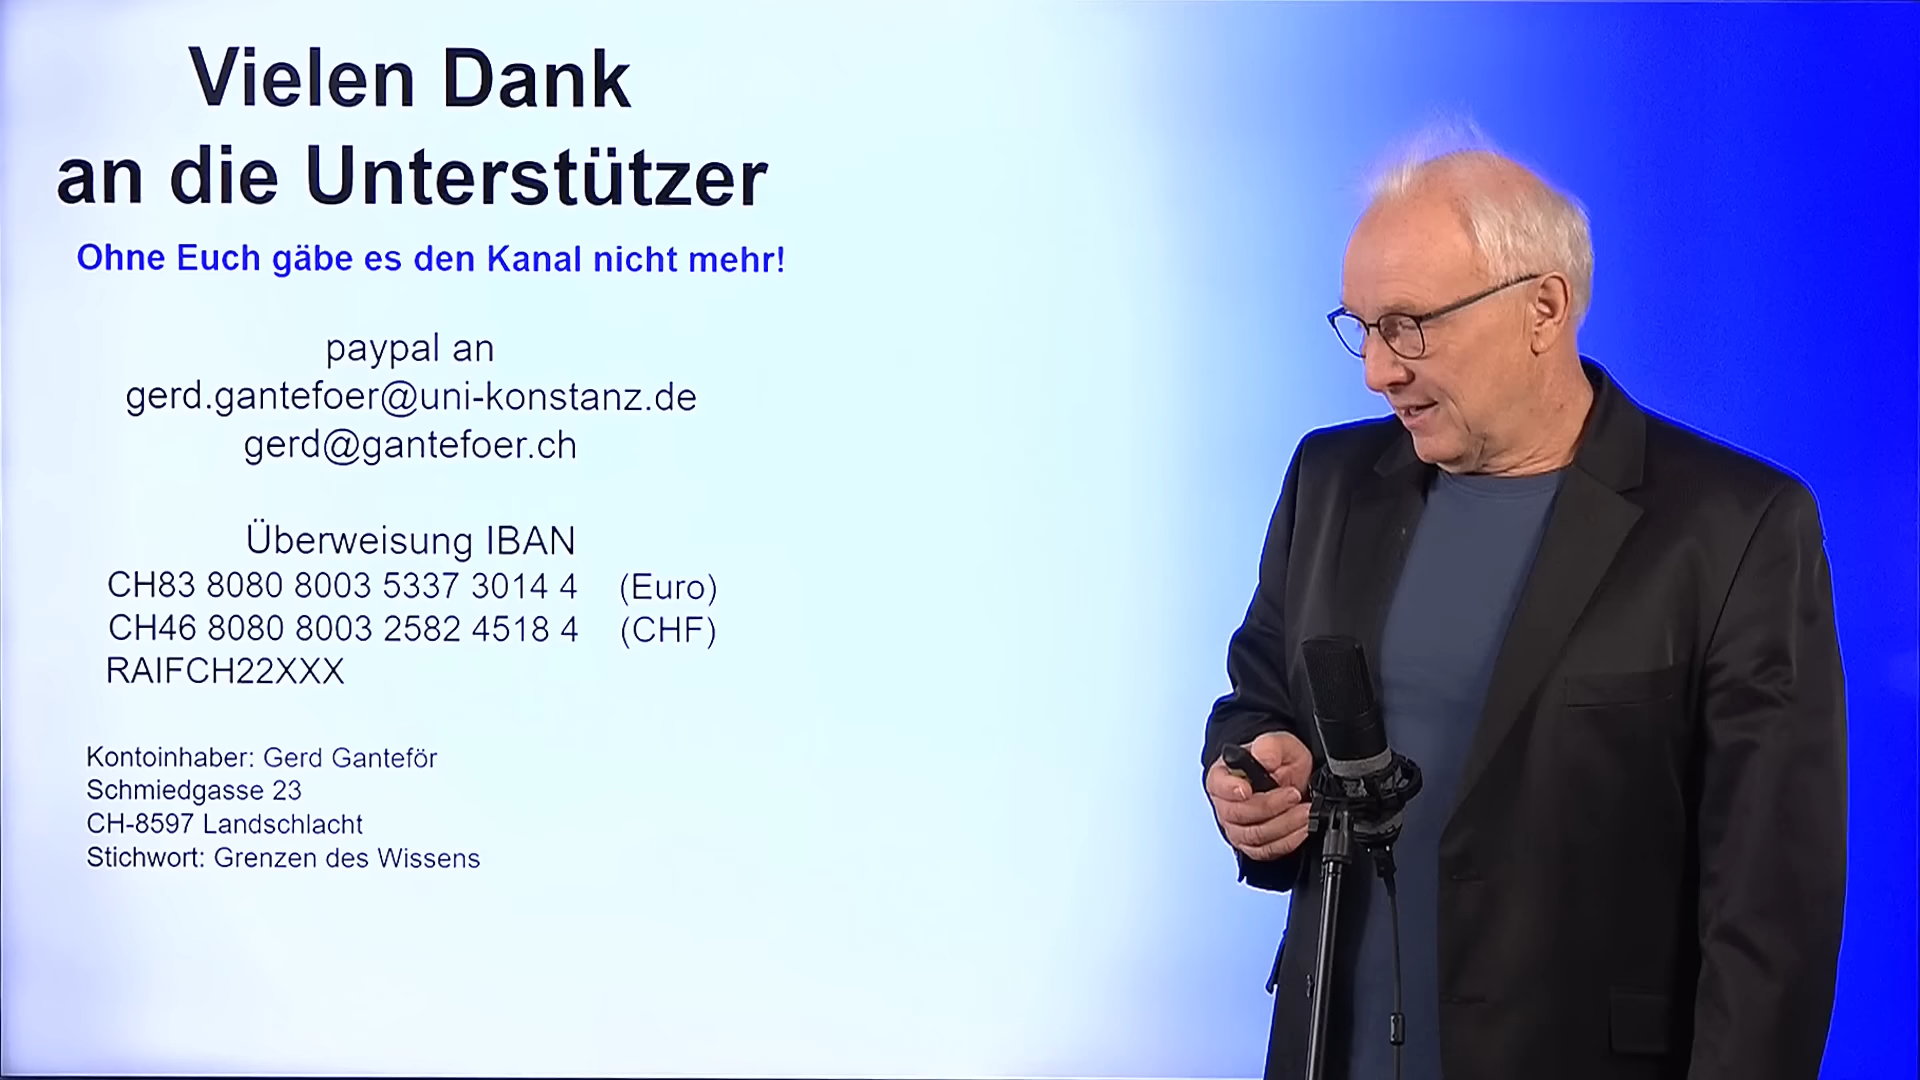 Vielen Dank
an die Unterstützer
Ohne Euch gäbe es den Kanal nicht mehr!
paypal an
gerd.gantefoer@uni-konstanz.de
gerd@gantefoer.ch
Überweisung IBAN
CH83 8080 8003 5337 3014 4 (Euro)
CH46 8080 8003 2582 4518 4 (CHF)
RAIFCH22XXX
Kontoinhaber: Gerd Ganteför
Schmiedgasse 23
CH-8597 Landschlacht
Stichwort: Grenzen des Wissens